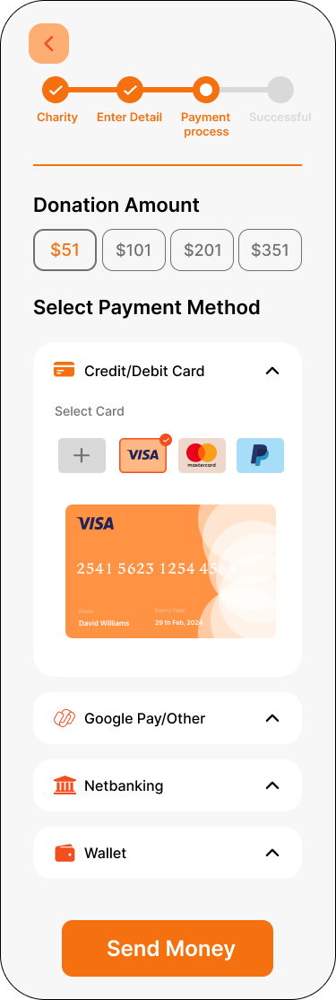 Charity Enter Detail Payment process Successful
Donation Amount
$51 $101 $201 $351
Select Payment Method
Credit/Debit Card
Select Card
VISA mastercard
VISA
2541 5623 1254 4568
Name Expiry Date
David Williams 29 th Feb, 2024
Google Pay/Other
Netbanking
Wallet
Send Money